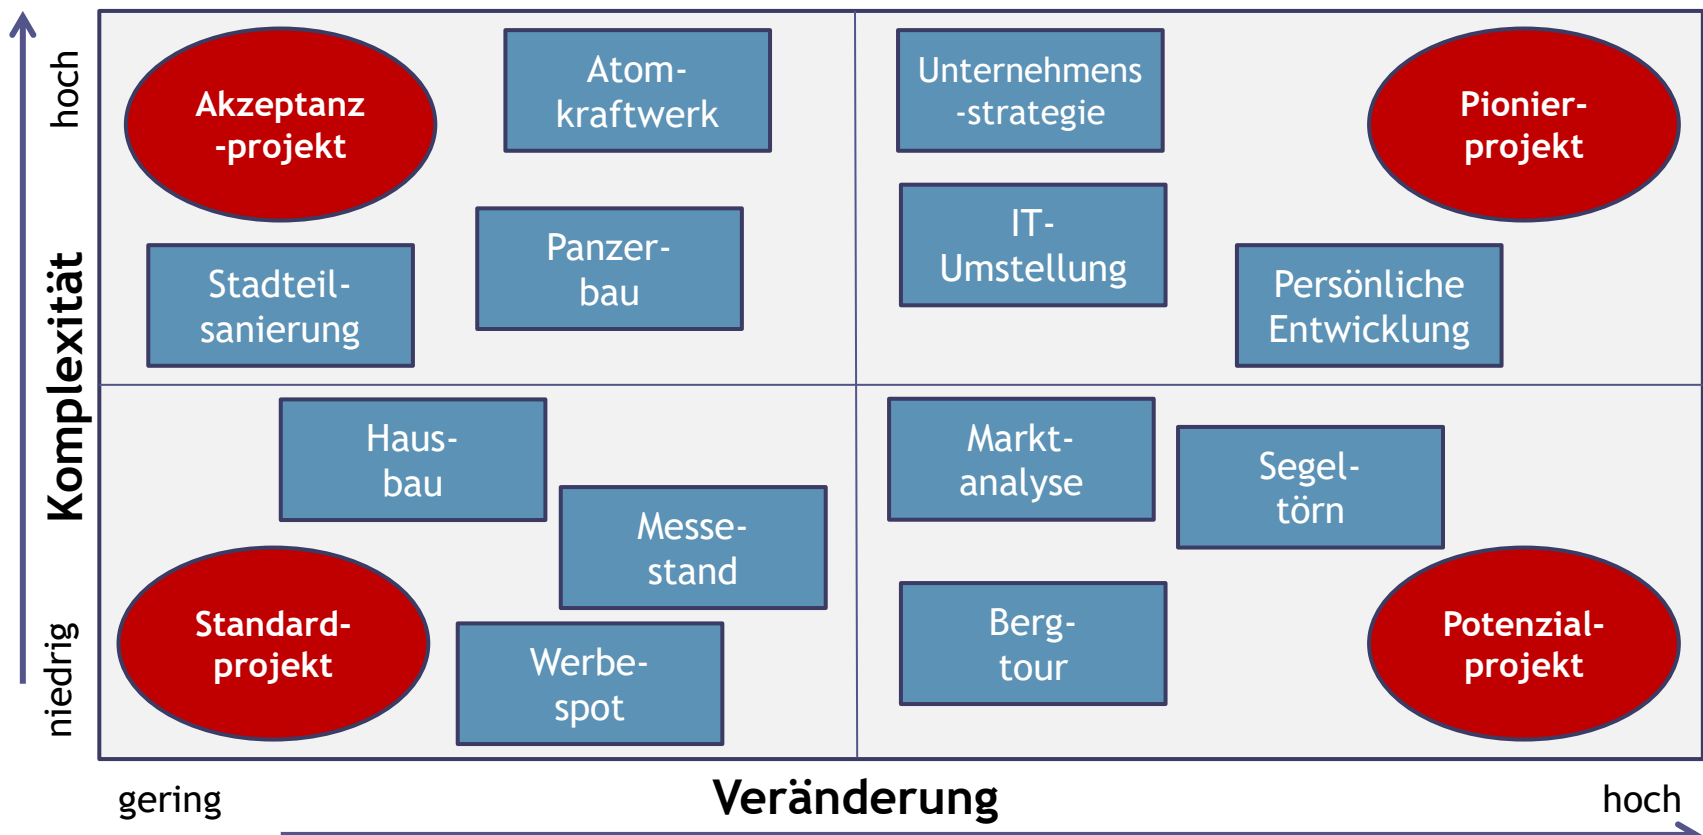 hoch
Komplexität
niedrig
Akzeptanz
-projekt
Atom-
kraftwerk
Stadteil-
sanierung
Panzer-
bau
Unternehmens
-strategie
Pionier-
projekt
IT-
Umstellung
Persönliche
Entwicklung
Haus-
bau
Messe-
stand
Standard-
projekt
Werbe-
spot
Markt-
analyse
Segel-
törn
Berg-
tour
Potenzial-
projekt
gering
Veränderung
hoch